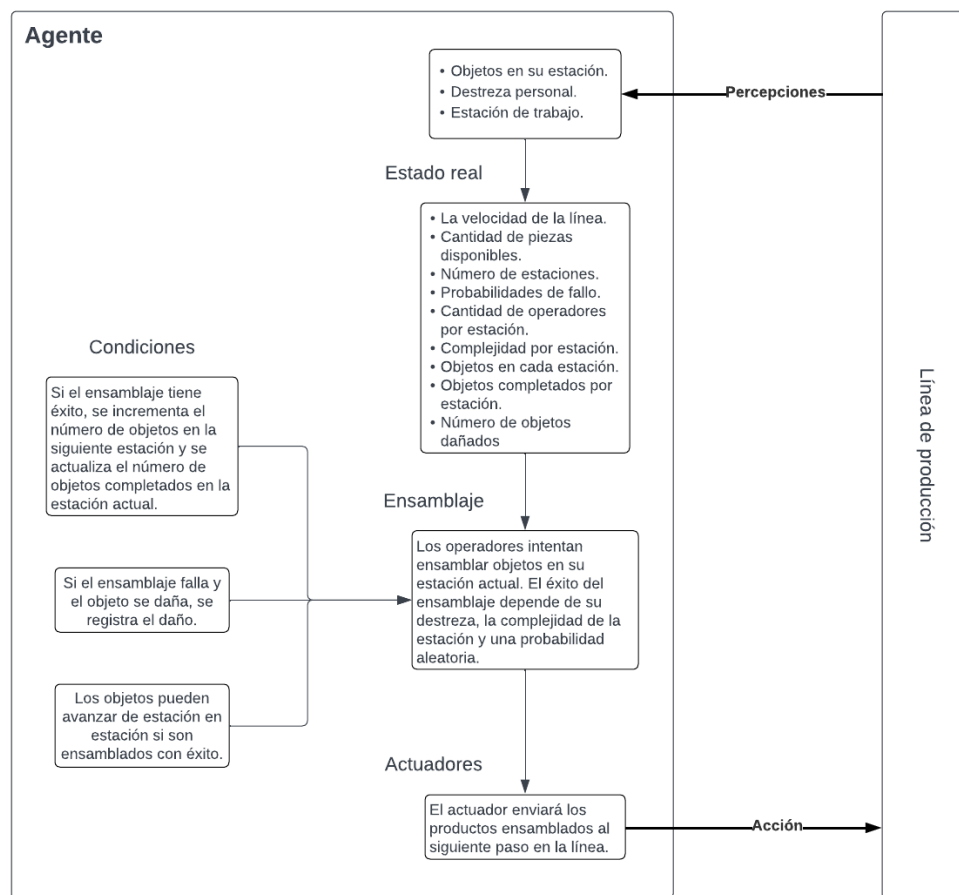 Agente
• Objetos en su estación.
• Destreza personal.
• Estación de trabajo.
Percepciones
Estado real
• La velocidad de la línea.
• Cantidad de piezas
disponibles.
• Número de estaciones.
• Probabilidades de fallo.
• Cantidad de operadores
por estación.
• Complejidad por estación.
• Objetos en cada estación.
• Objetos completados por
estación.
• Número de objetos
dañados
Condiciones
Si el ensamblaje tiene
éxito, se incrementa el
número de objetos en la
siguiente estación y se
actualiza el número de
objetos completados en la
estación actual.
Si el ensamblaje falla y
el objeto se daña, se
registra el daño.
Los objetos pueden
avanzar de estación en
estación si son
ensamblados con éxito.
Ensamblaje
Los operadores intentan
ensamblar objetos en su
estación actual. El éxito del
ensamblaje depende de su
destreza, la complejidad de la
estación y una probabilidad
aleatoria.
Actuadores
El actuador enviará los
productos ensamblados al
siguiente paso en la línea.
Acción
Línea de producción